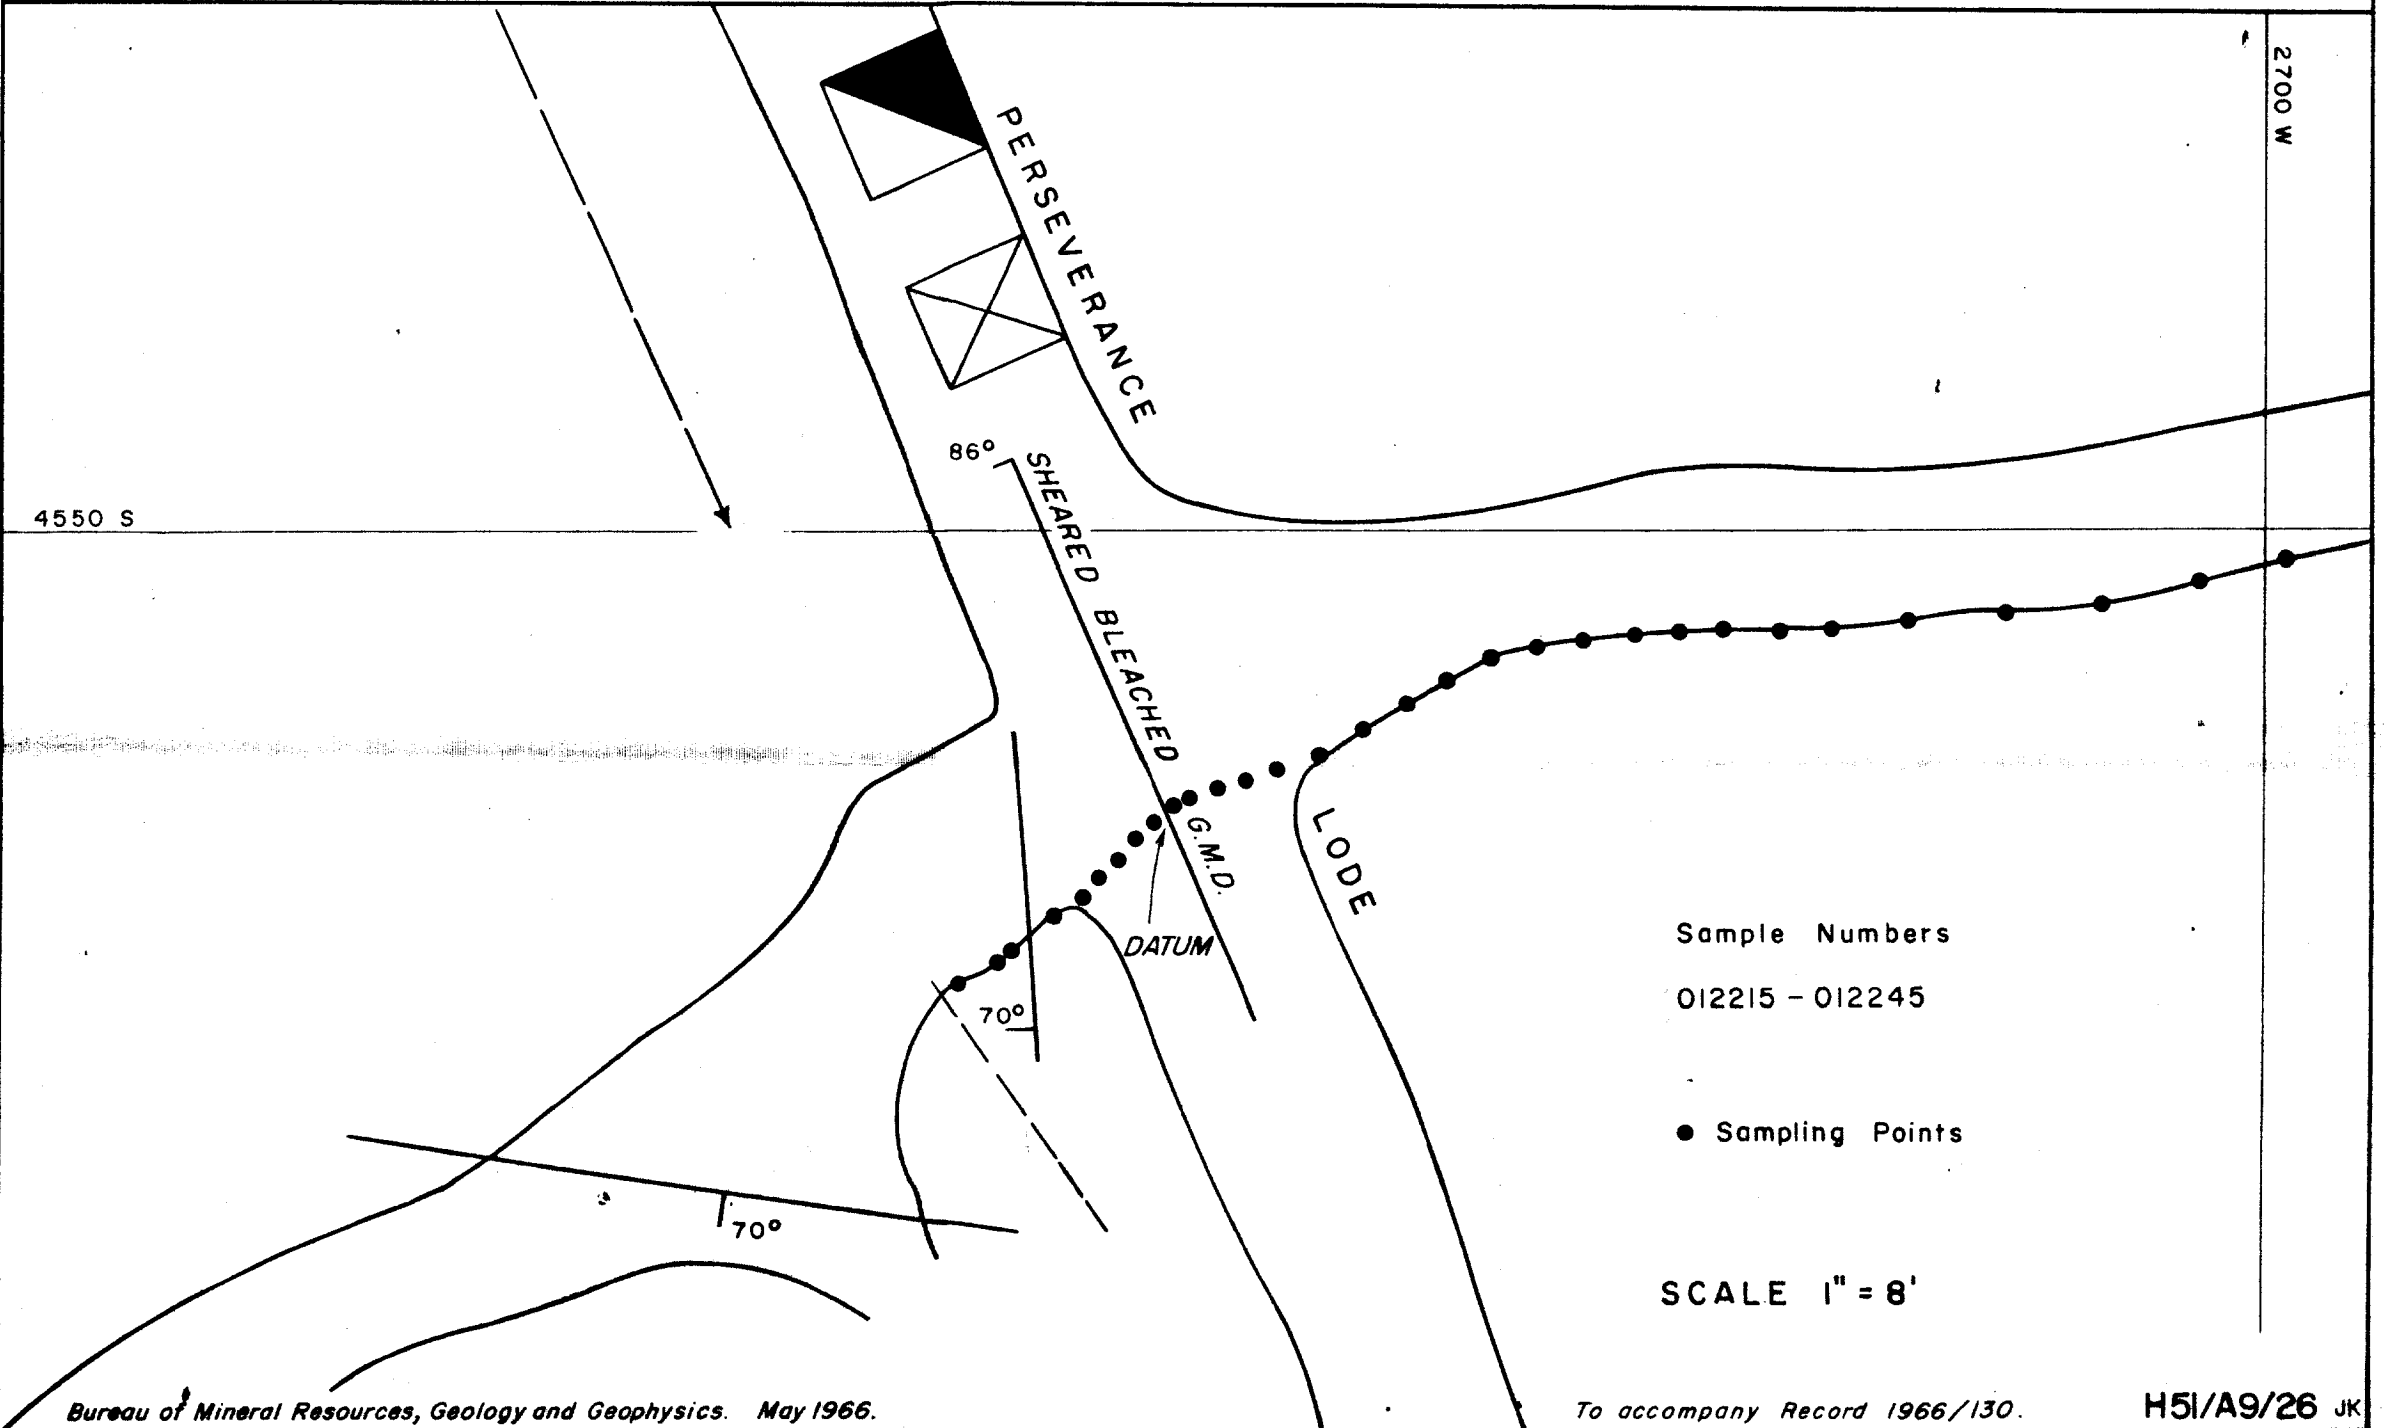 2700 W
PERSEVERANCE
86°
SHEARED BLEACHED G.M.D.
4550 S
LODE
DATUM
70°
70°
Sample Numbers
012215 - 012245
● Sampling Points
SCALE 1" = 8'
Bureau of Mineral Resources, Geology and Geophysics. May 1966.
To accompany Record 1966/130.
H51/A9/26 JK